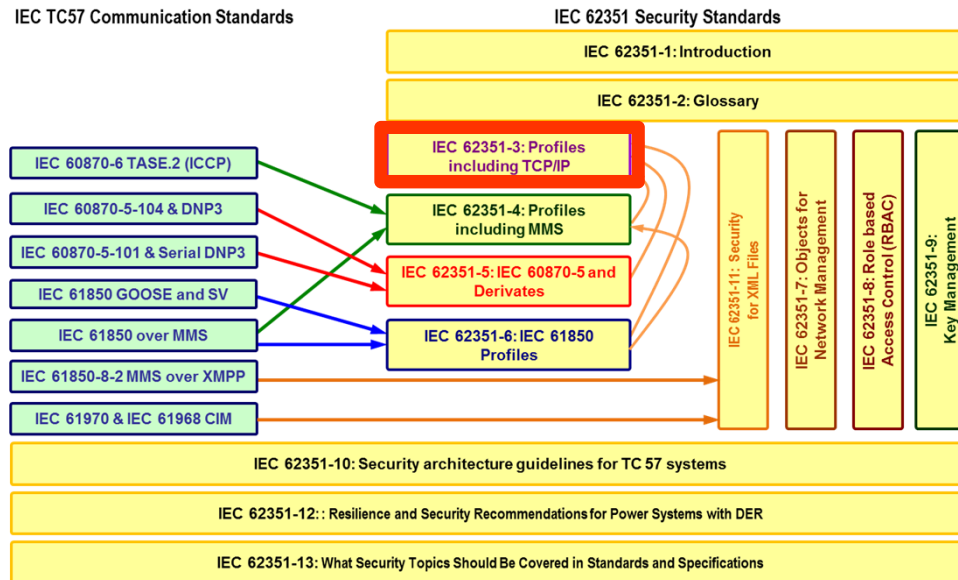 IEC TC57 Communication Standards
IEC 62351 Security Standards
IEC 62351-1: Introduction
IEC 62351-2: Glossary
IEC 62351-3: Profiles
including TCP/IP
IEC 60870-6 TASE.2 (ICCP)
IEC 60870-5-104 & DNP3
IEC 60870-5-101 & Serial DNP3
IEC 61850 GOOSE and SV
IEC 61850 over MMS
IEC 61850-8-2 MMS over XMPP
IEC 61970 & IEC 61968 CIM
IEC 62351-4: Profiles
including MMS
IEC 62351-5: IEC 60870-5 and
Derivates
IEC 62351-6: IEC 61850
Profiles
IEC 62351-11: Security
for XML Files
IEC 62351-7: Objects for
Network Management
IEC 62351-8: Role based
Access Control (RBAC)
IEC 62351-9:
Key Management
IEC 62351-10: Security architecture guidelines for TC 57 systems
IEC 62351-12:: Resilience and Security Recommendations for Power Systems with DER
IEC 62351-13: What Security Topics Should Be Covered in Standards and Specifications